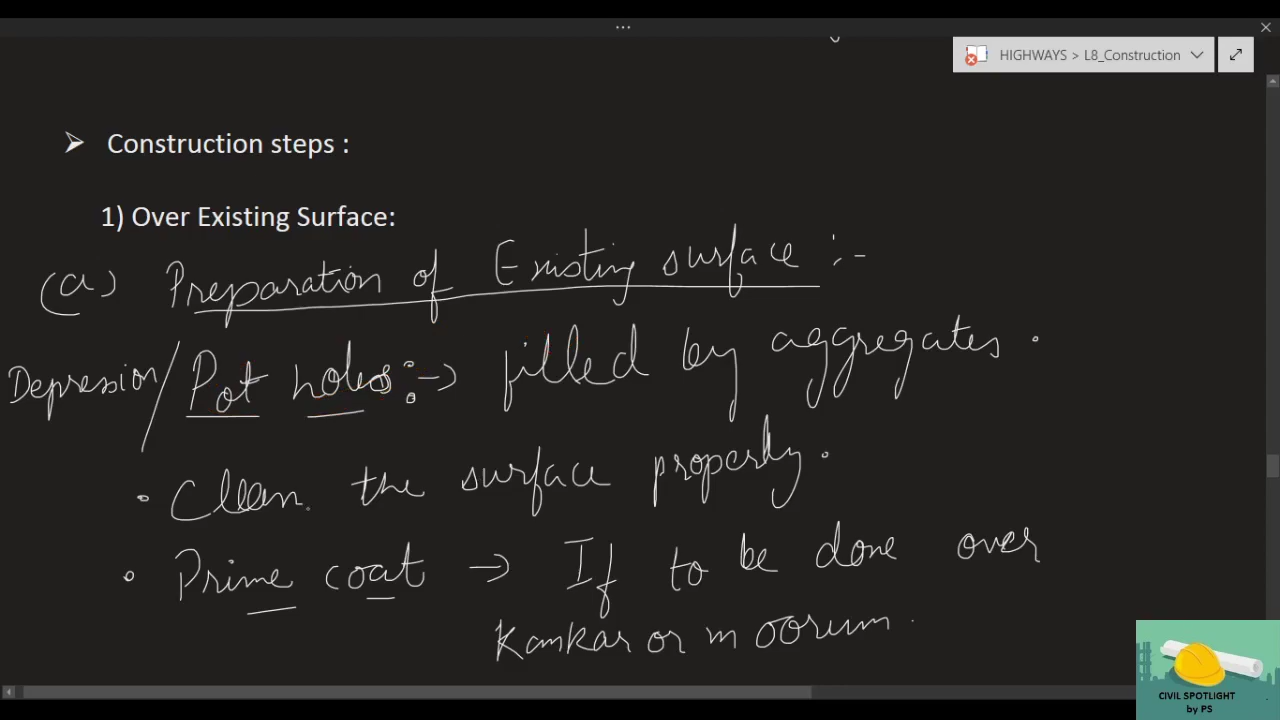 ...
HIGHWAYS > L8_Construction
➤ Construction steps :
1) Over Existing Surface:
(a) Preparation of Existing surface :-
Depression/Pot holes :-> filled by aggregates.
• Clean the surface properly.
• Prime coat → If to be done over
Kankar or moorum.
CIVIL SPOTLIGHT
by PS